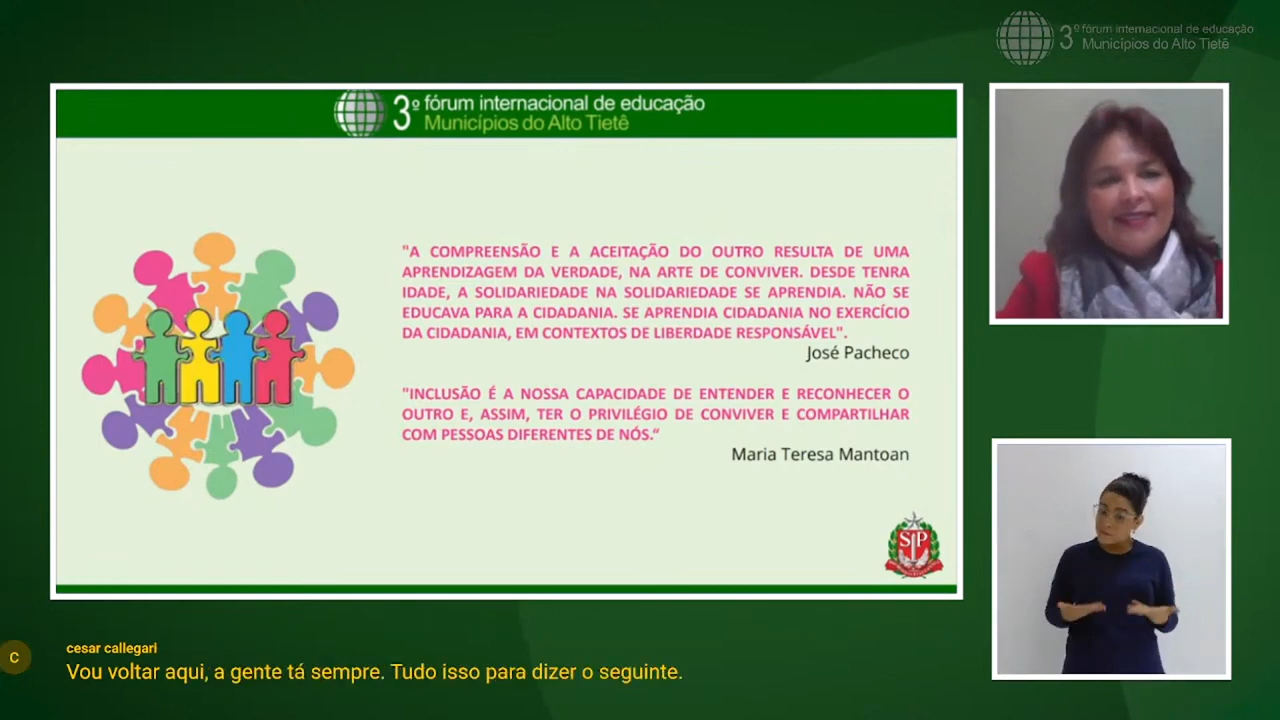 3º fórum internacional de educação
Municípios do Alto Tietê
3º fórum internacional de educação
Municípios do Alto Tietê
"A COMPREENSÃO E A ACEITAÇÃO DO OUTRO RESULTA DE UMA
APRENDIZAGEM DA VERDADE, NA ARTE DE CONVIVER. DESDE TENRA
IDADE, A SOLIDARIEDADE NA SOLIDARIEDADE SE APRENDIA. NÃO SE
EDUCAVA PARA A CIDADANIA. SE APRENDIA CIDADANIA NO EXERCÍCIO
DA CIDADANIA, EM CONTEXTOS DE LIBERDADE RESPONSÁVEL".
José Pacheco
"INCLUSÃO É A NOSSA CAPACIDADE DE ENTENDER E RECONHECER O
OUTRO E, ASSIM, TER O PRIVILÉGIO DE CONVIVER E COMPARTILHAR
COM PESSOAS DIFERENTES DE NÓS.“
Maria Teresa Mantoan
SP
C
cesar callegari
Vou voltar aqui, a gente tá sempre. Tudo isso para dizer o seguinte.